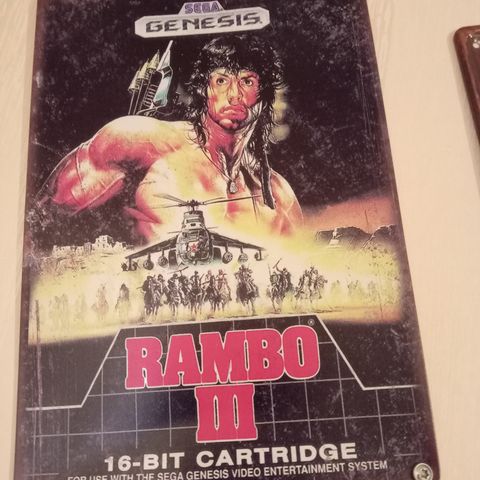 SEGA
GENESIS
RAMBO®
III
16-BIT CARTRIDGE
FOR USE WITH THE SEGA GENESIS VIDEO ENTERTAINMENT SYSTEM